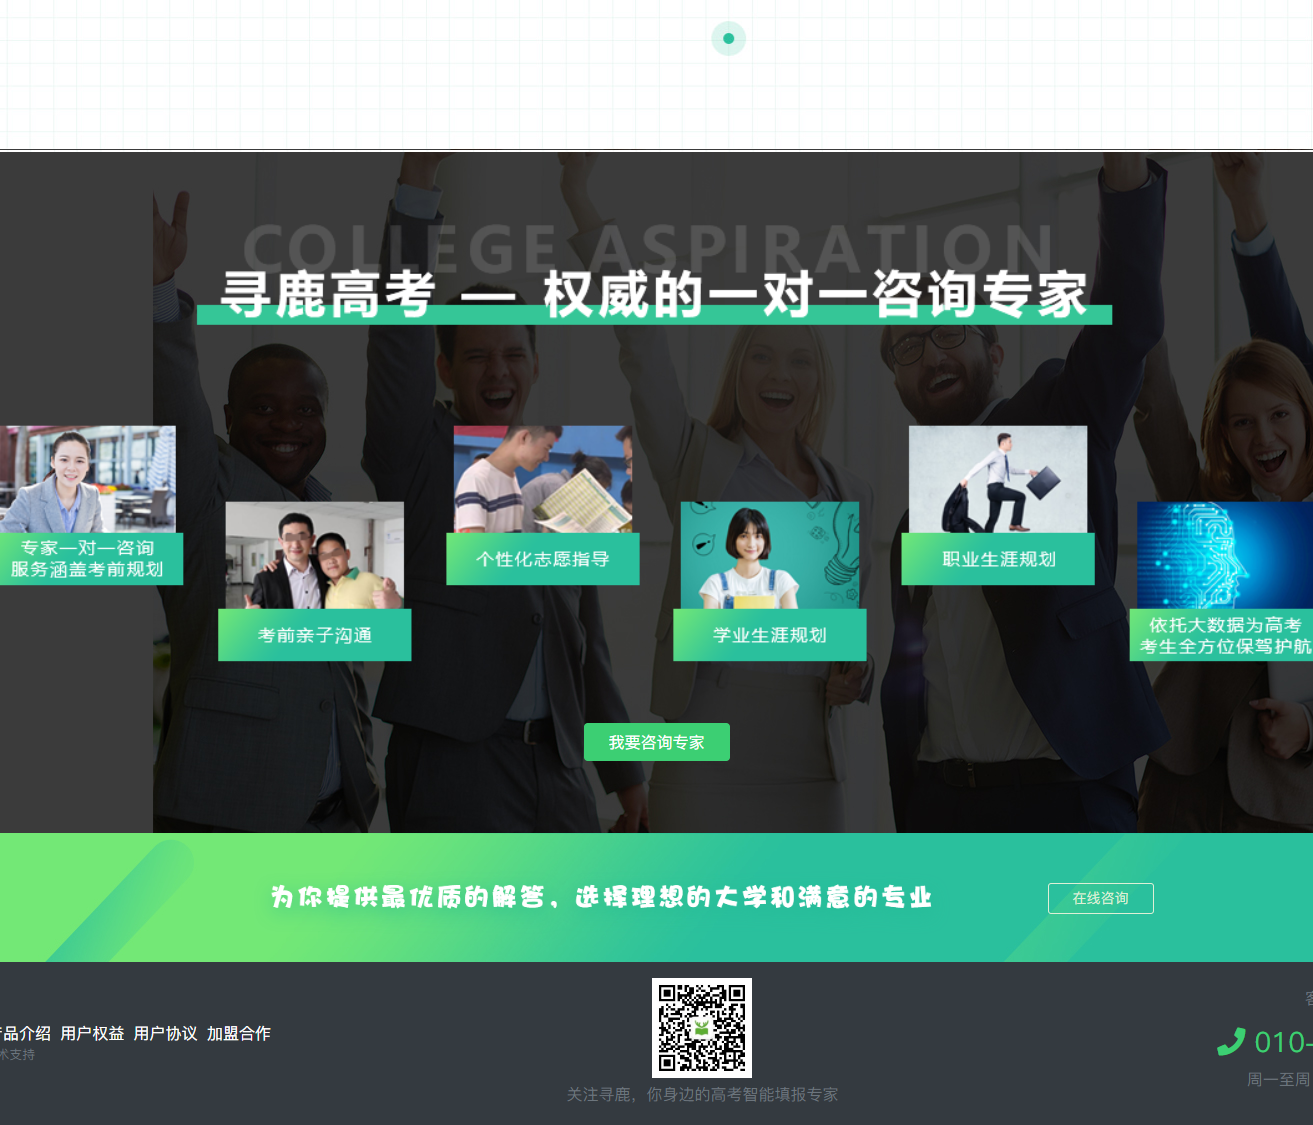 COLLEGE ASPIRATION
寻鹿高考 — 权威的一对一咨询专家
专家一对一咨询
服务涵盖考前规划
考前亲子沟通
个性化志愿指导
学业生涯规划
职业生涯规划
依托大数据为高考
考生全方位保驾护航
我要咨询专家
为你提供最优质的解答，选择理想的大学和满意的专业
在线咨询
品介绍 用户权益 用户协议 加盟合作
术支持
关注寻鹿，你身边的高考智能填报专家
客
010-
周一至周